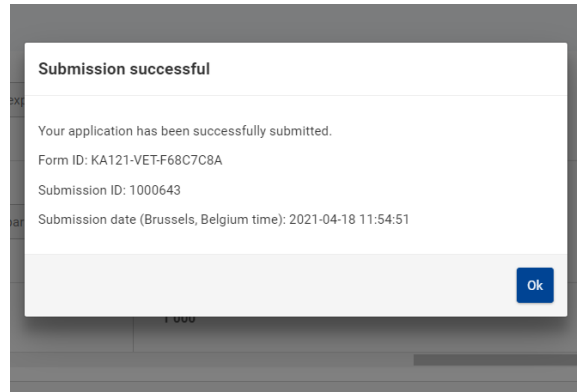 Submission successful
Your application has been successfully submitted.
Form ID: KA121-VET-F68C7C8A
Submission ID: 1000643
Submission date (Brussels, Belgium time): 2021-04-18 11:54:51
Ok
1 000